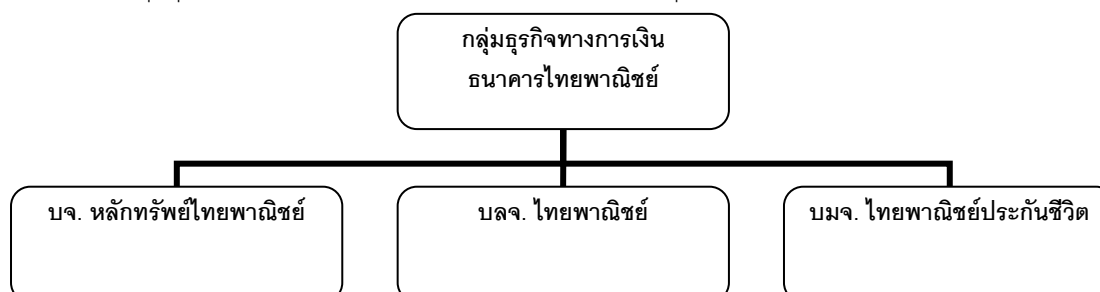 กลุ่มธุรกิจทางการเงิน
ธนาคารไทยพาณิชย์
บจ. หลักทรัพย์ไทยพาณิชย์
บลจ. ไทยพาณิชย์
บมจ. ไทยพาณิชย์ประกันชีวิต